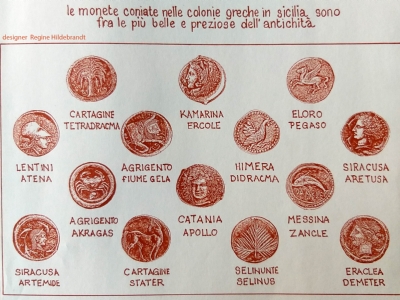 le monete coniate nelle colonie greche in sicilia, sono
fra le più belle e preziose dell'antichità
designer Regine Hildebrandt
CARTAGINE
TETRADRACMA
KAMARINA
ERCOLE
ELORO
PEGASO
LENTINI
ATENA
AGRIGENTO
FIUME GELA
HIMERA
DIDRACMA
SIRACUSA
ARETUSA
AGRIGENTO
AKRAGAS
CATANIA
APOLLO
MESSINA
ZANCLE
SIRACUSA
ARTEMIDE
CARTAGINE
STATER
SELINUNTE
SELINUS
ERACLEA
DEMETER